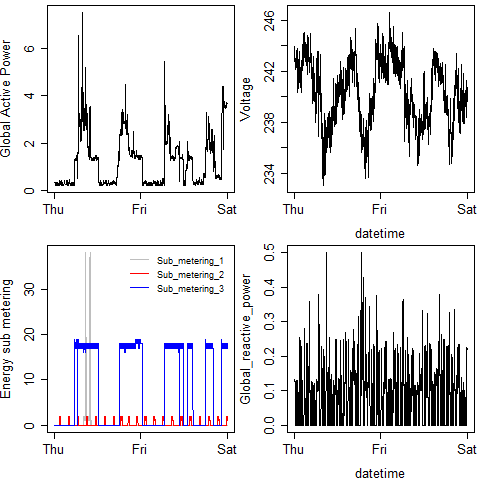 Global Active Power
6
4
2
0
Thu
Fri
Sat
Voltage
246
242
238
234
Thu
Fri
Sat
datetime
Energy sub metering
30
20
10
0
Sub_metering_1
Sub_metering_2
Sub_metering_3
Thu
Fri
Sat
Global_reactive_power
0.5
0.4
0.3
0.2
0.1
0.0
Thu
Fri
Sat
datetime